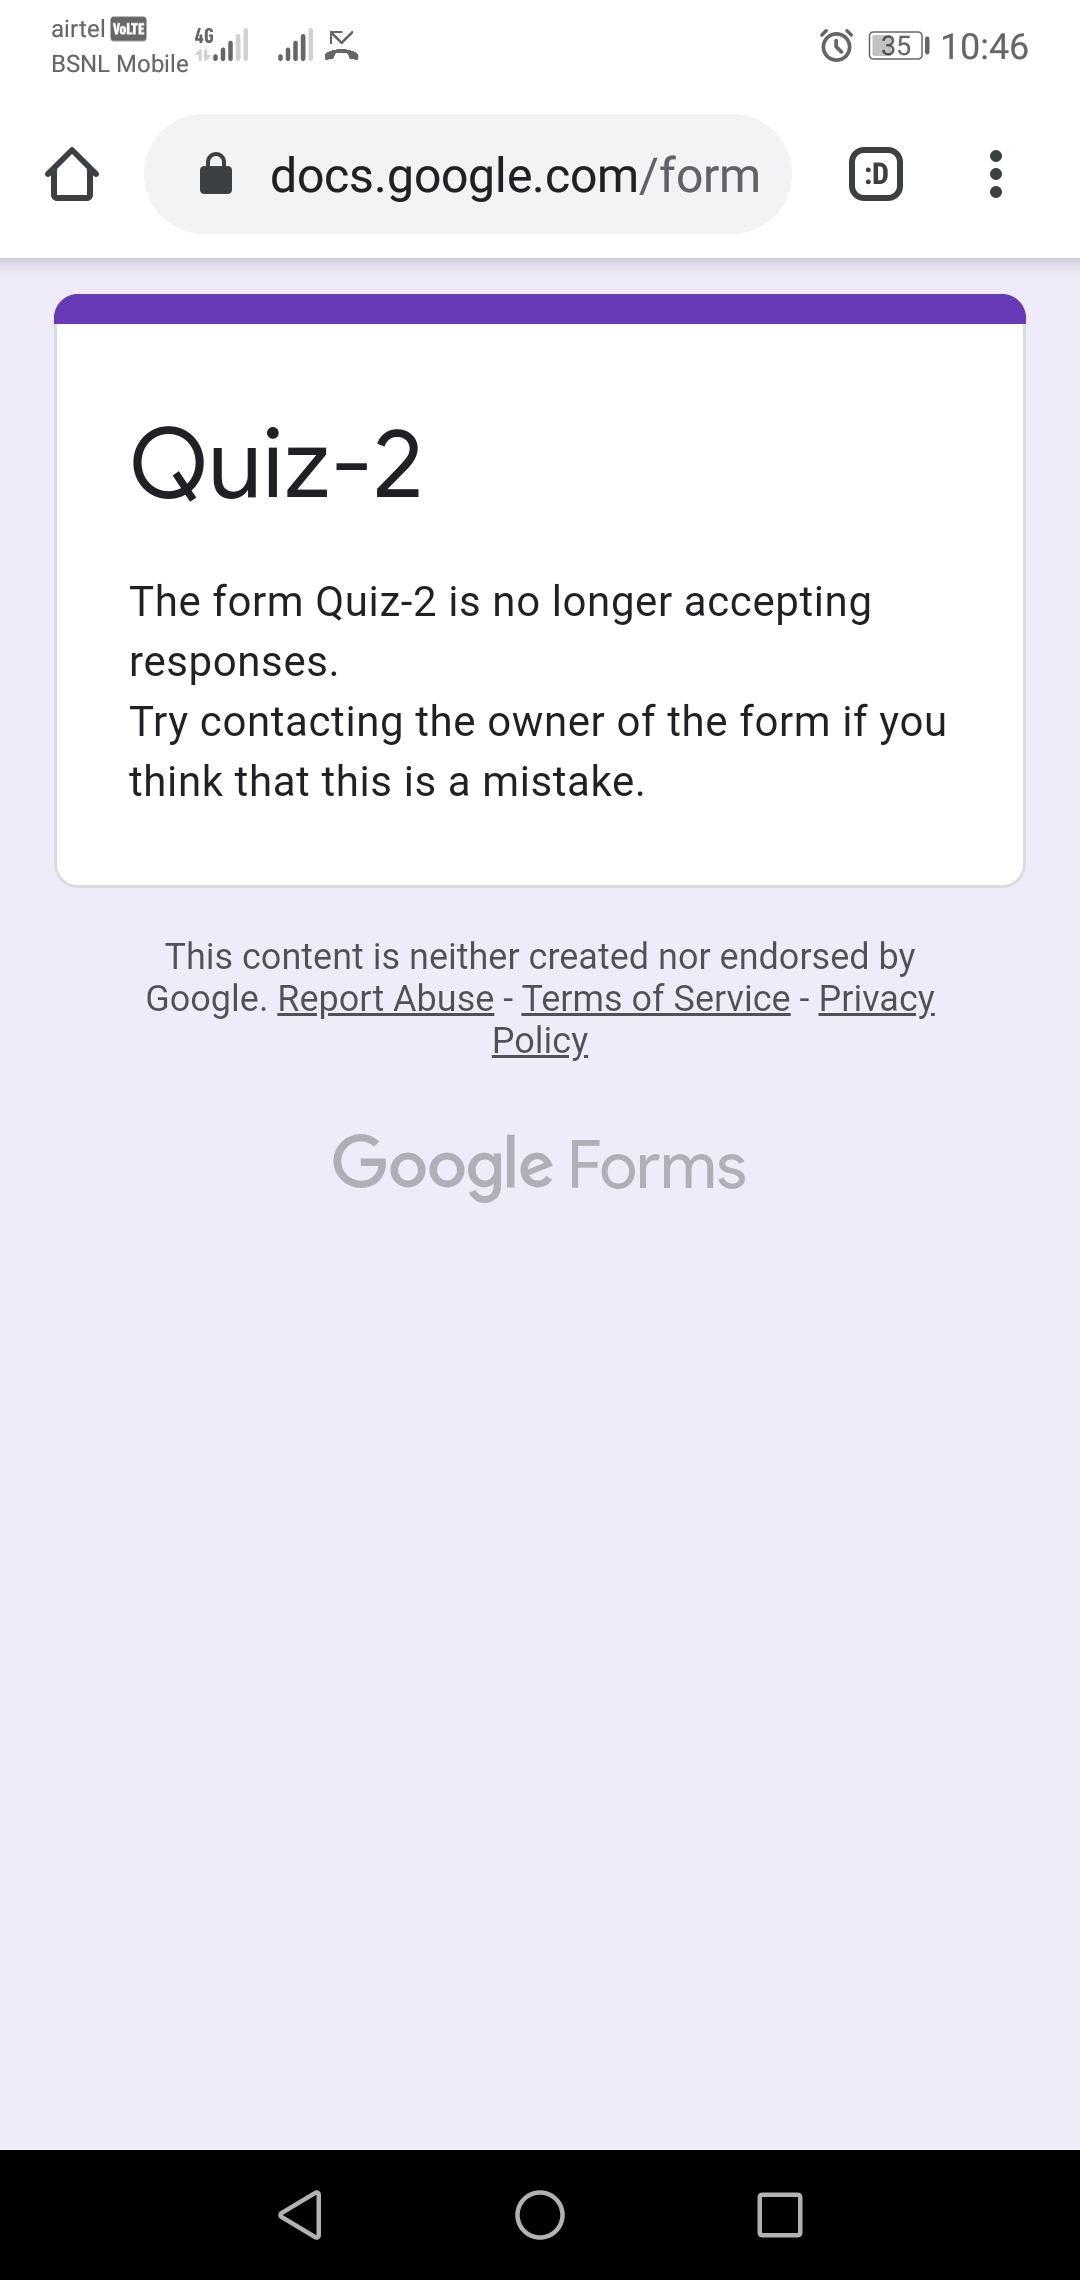 airtel VoLTE
BSNL Mobile
4G
35
10:46
docs.google.com/form
:D
Quiz-2
The form Quiz-2 is no longer accepting
responses.
Try contacting the owner of the form if you
think that this is a mistake.
This content is neither created nor endorsed by
Google. Report Abuse - Terms of Service - Privacy
Policy
Google Forms